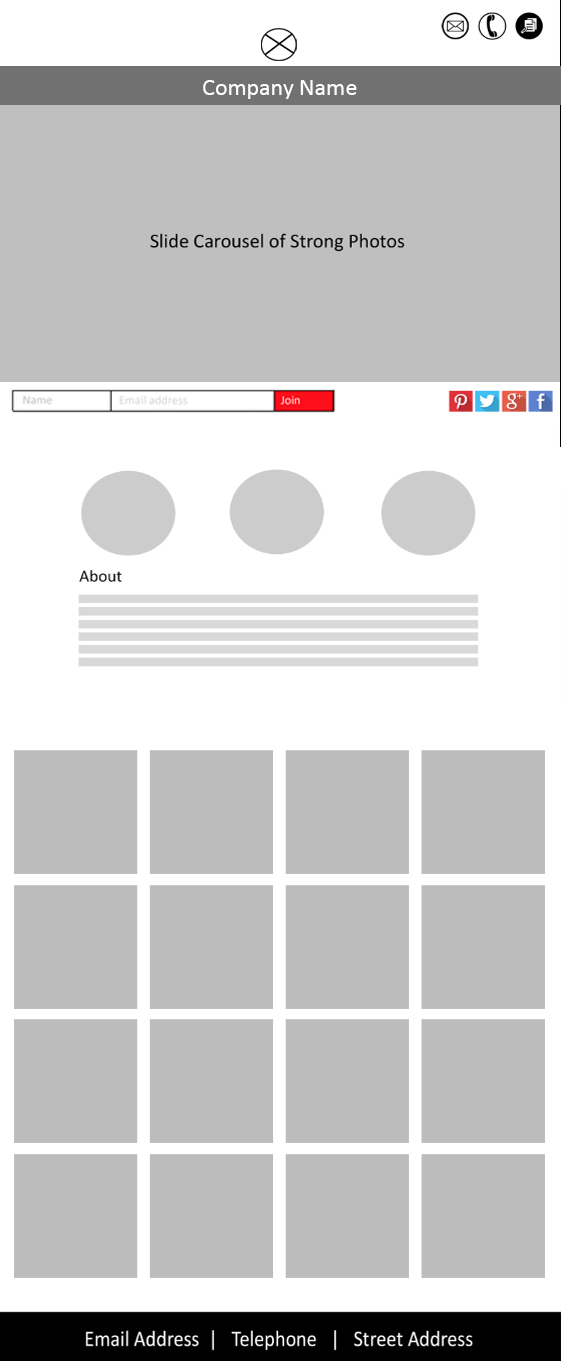 Company Name
Slide Carousel of Strong Photos
Name
Email address
Join
g+
f
About
Email Address | Telephone | Street Address